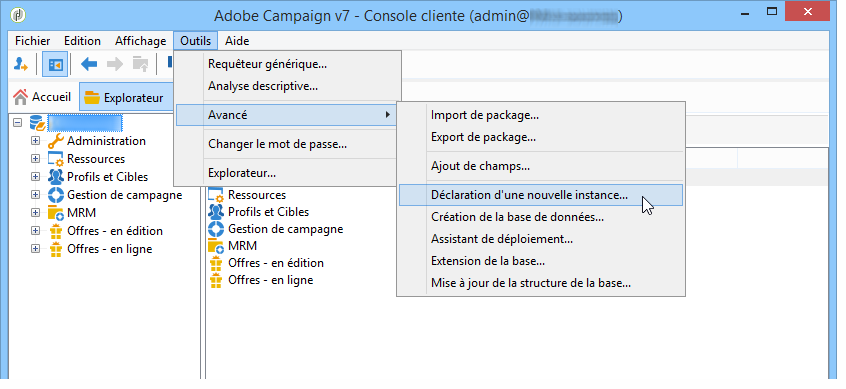 Adobe Campaign v7 - Console cliente (admin@
Fichier Edition Affichage Outils Aide
Requêteur générique...
Analyse descriptive...
Avancé
Changer le mot de passe...
Explorateur...
Import de package...
Export de package...
Ajout de champs...
Déclaration d'une nouvelle instance...
Création de la base de données...
Assistant de déploiement...
Extension de la base...
Mise à jour de la structure de la base...
Accueil Explorateur
Administration
Ressources
Profils et Cibles
Gestion de campagne
MRM
Offres - en édition
Offres - en ligne
Ressources
Profils et Cibles
Gestion de campagne
MRM
Offres - en édition
Offres - en ligne